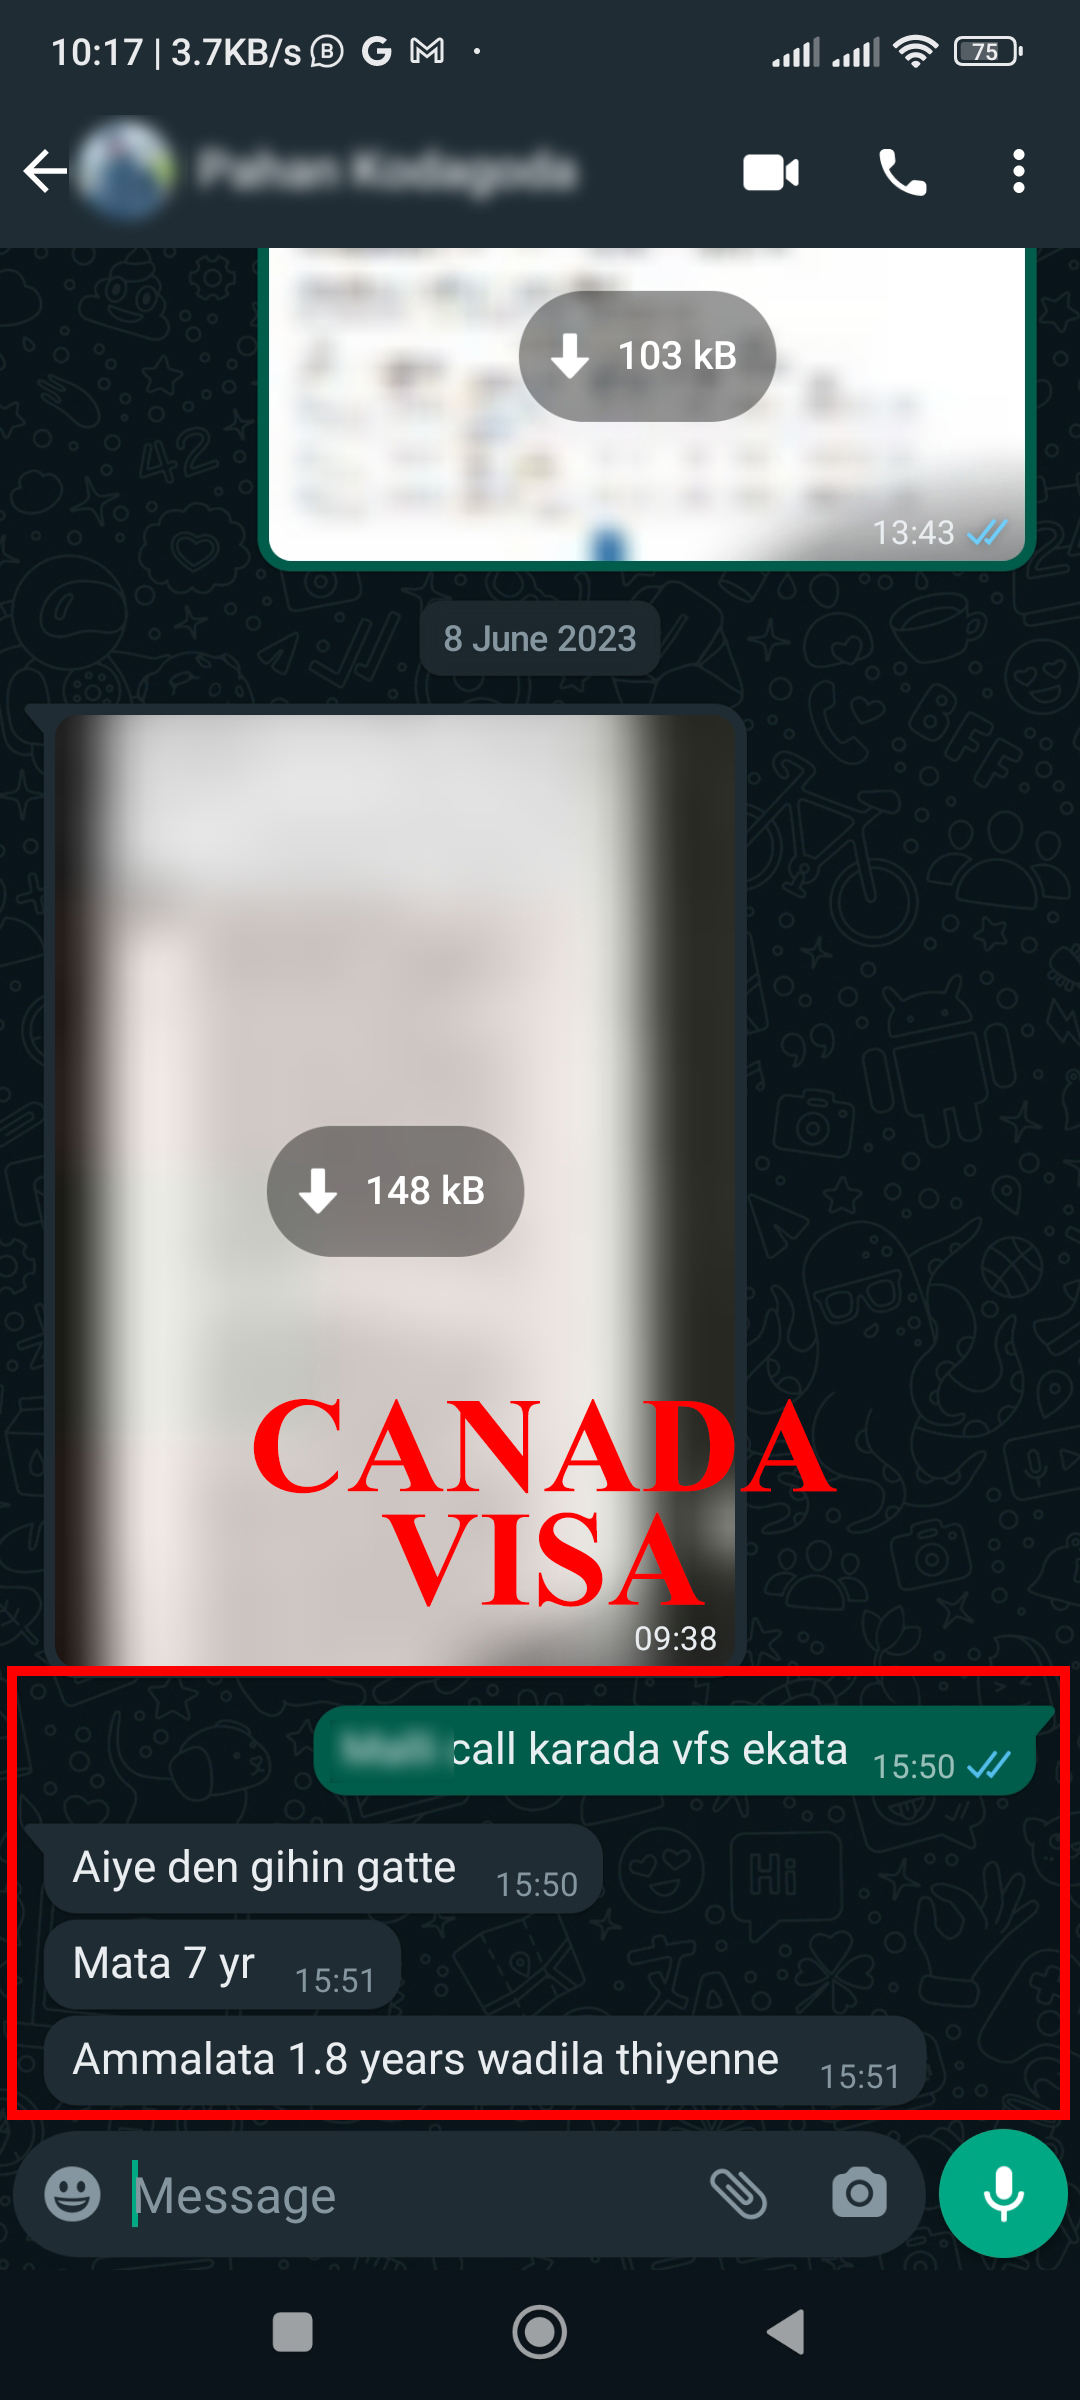 10:17 | 3.7KB/s
75
103 kB
13:43
8 June 2023
148 kB
CANADA
VISA
09:38
call karada vfs ekata 15:50
Aiye den gihin gatte 15:50
Mata 7 yr 15:51
Ammalata 1.8 years wadila thiyenne 15:51
Message